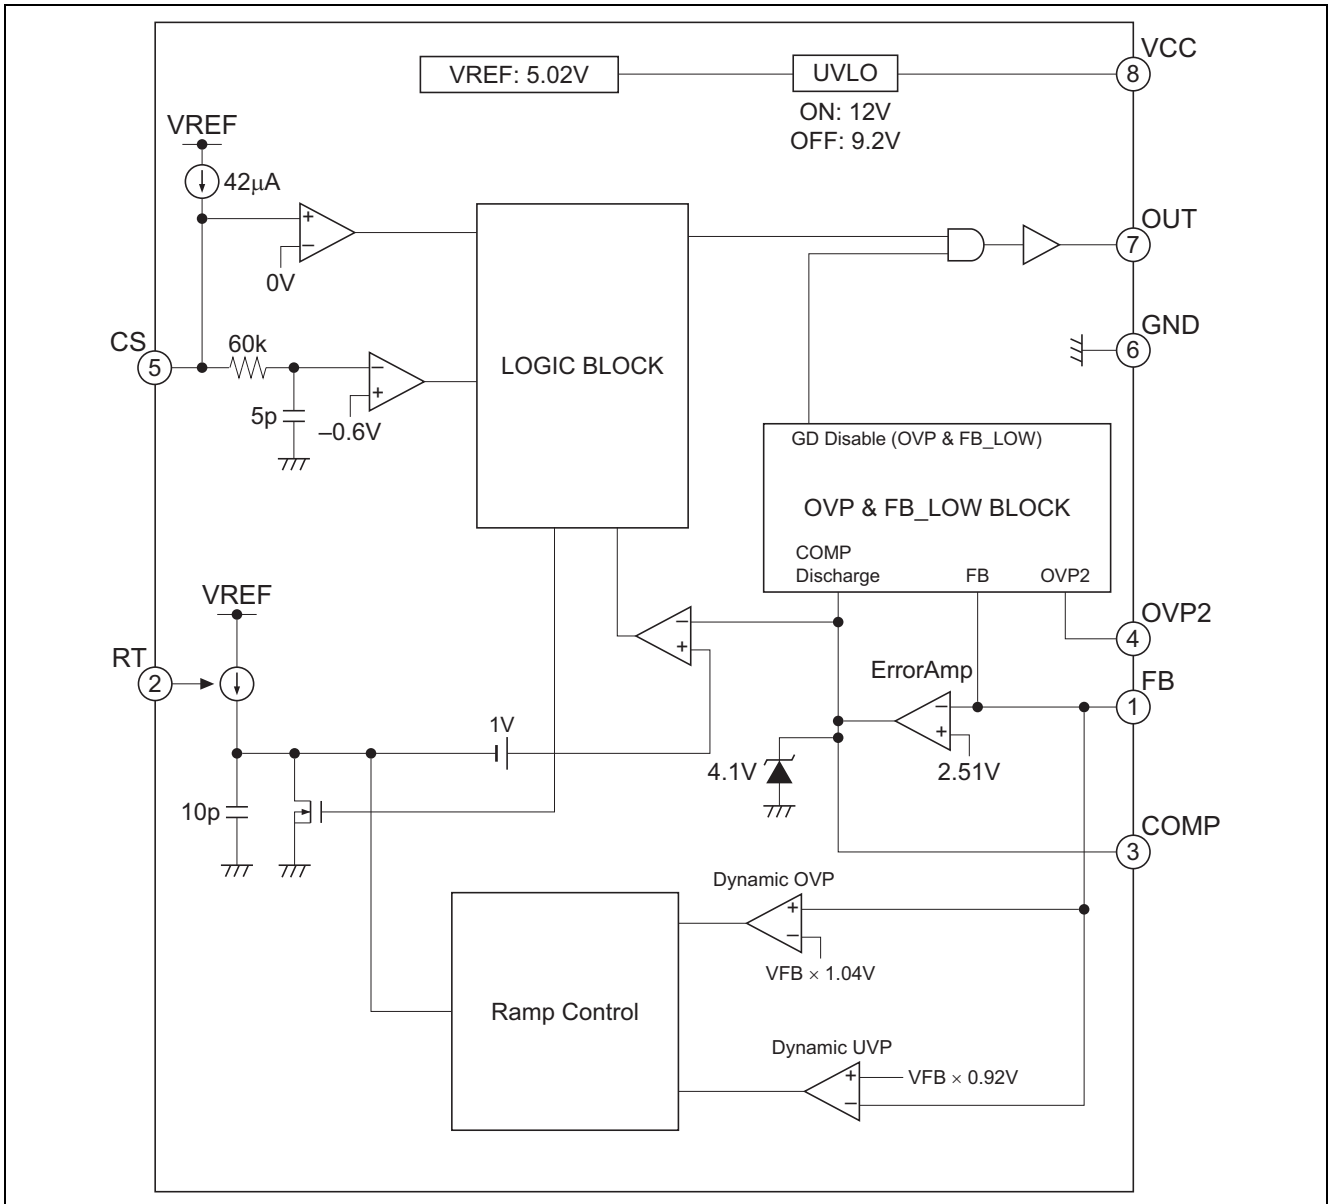 VCC
8
VREF: 5.02V
UVLO
ON: 12V
OFF: 9.2V
VREF
42μA
+
−
0V
OUT
7
GND
6
CS
5
60k
5p
−
+
–0.6V
LOGIC BLOCK
GD Disable (OVP & FB_LOW)
OVP & FB_LOW BLOCK
COMP
Discharge
FB
OVP2
OVP2
4
VREF
RT
2
−
+
ErrorAmp
−
+
2.51V
FB
1
1V
4.1V
10p
COMP
3
Dynamic OVP
+
−
VFB × 1.04V
Ramp Control
Dynamic UVP
+
−
VFB × 0.92V